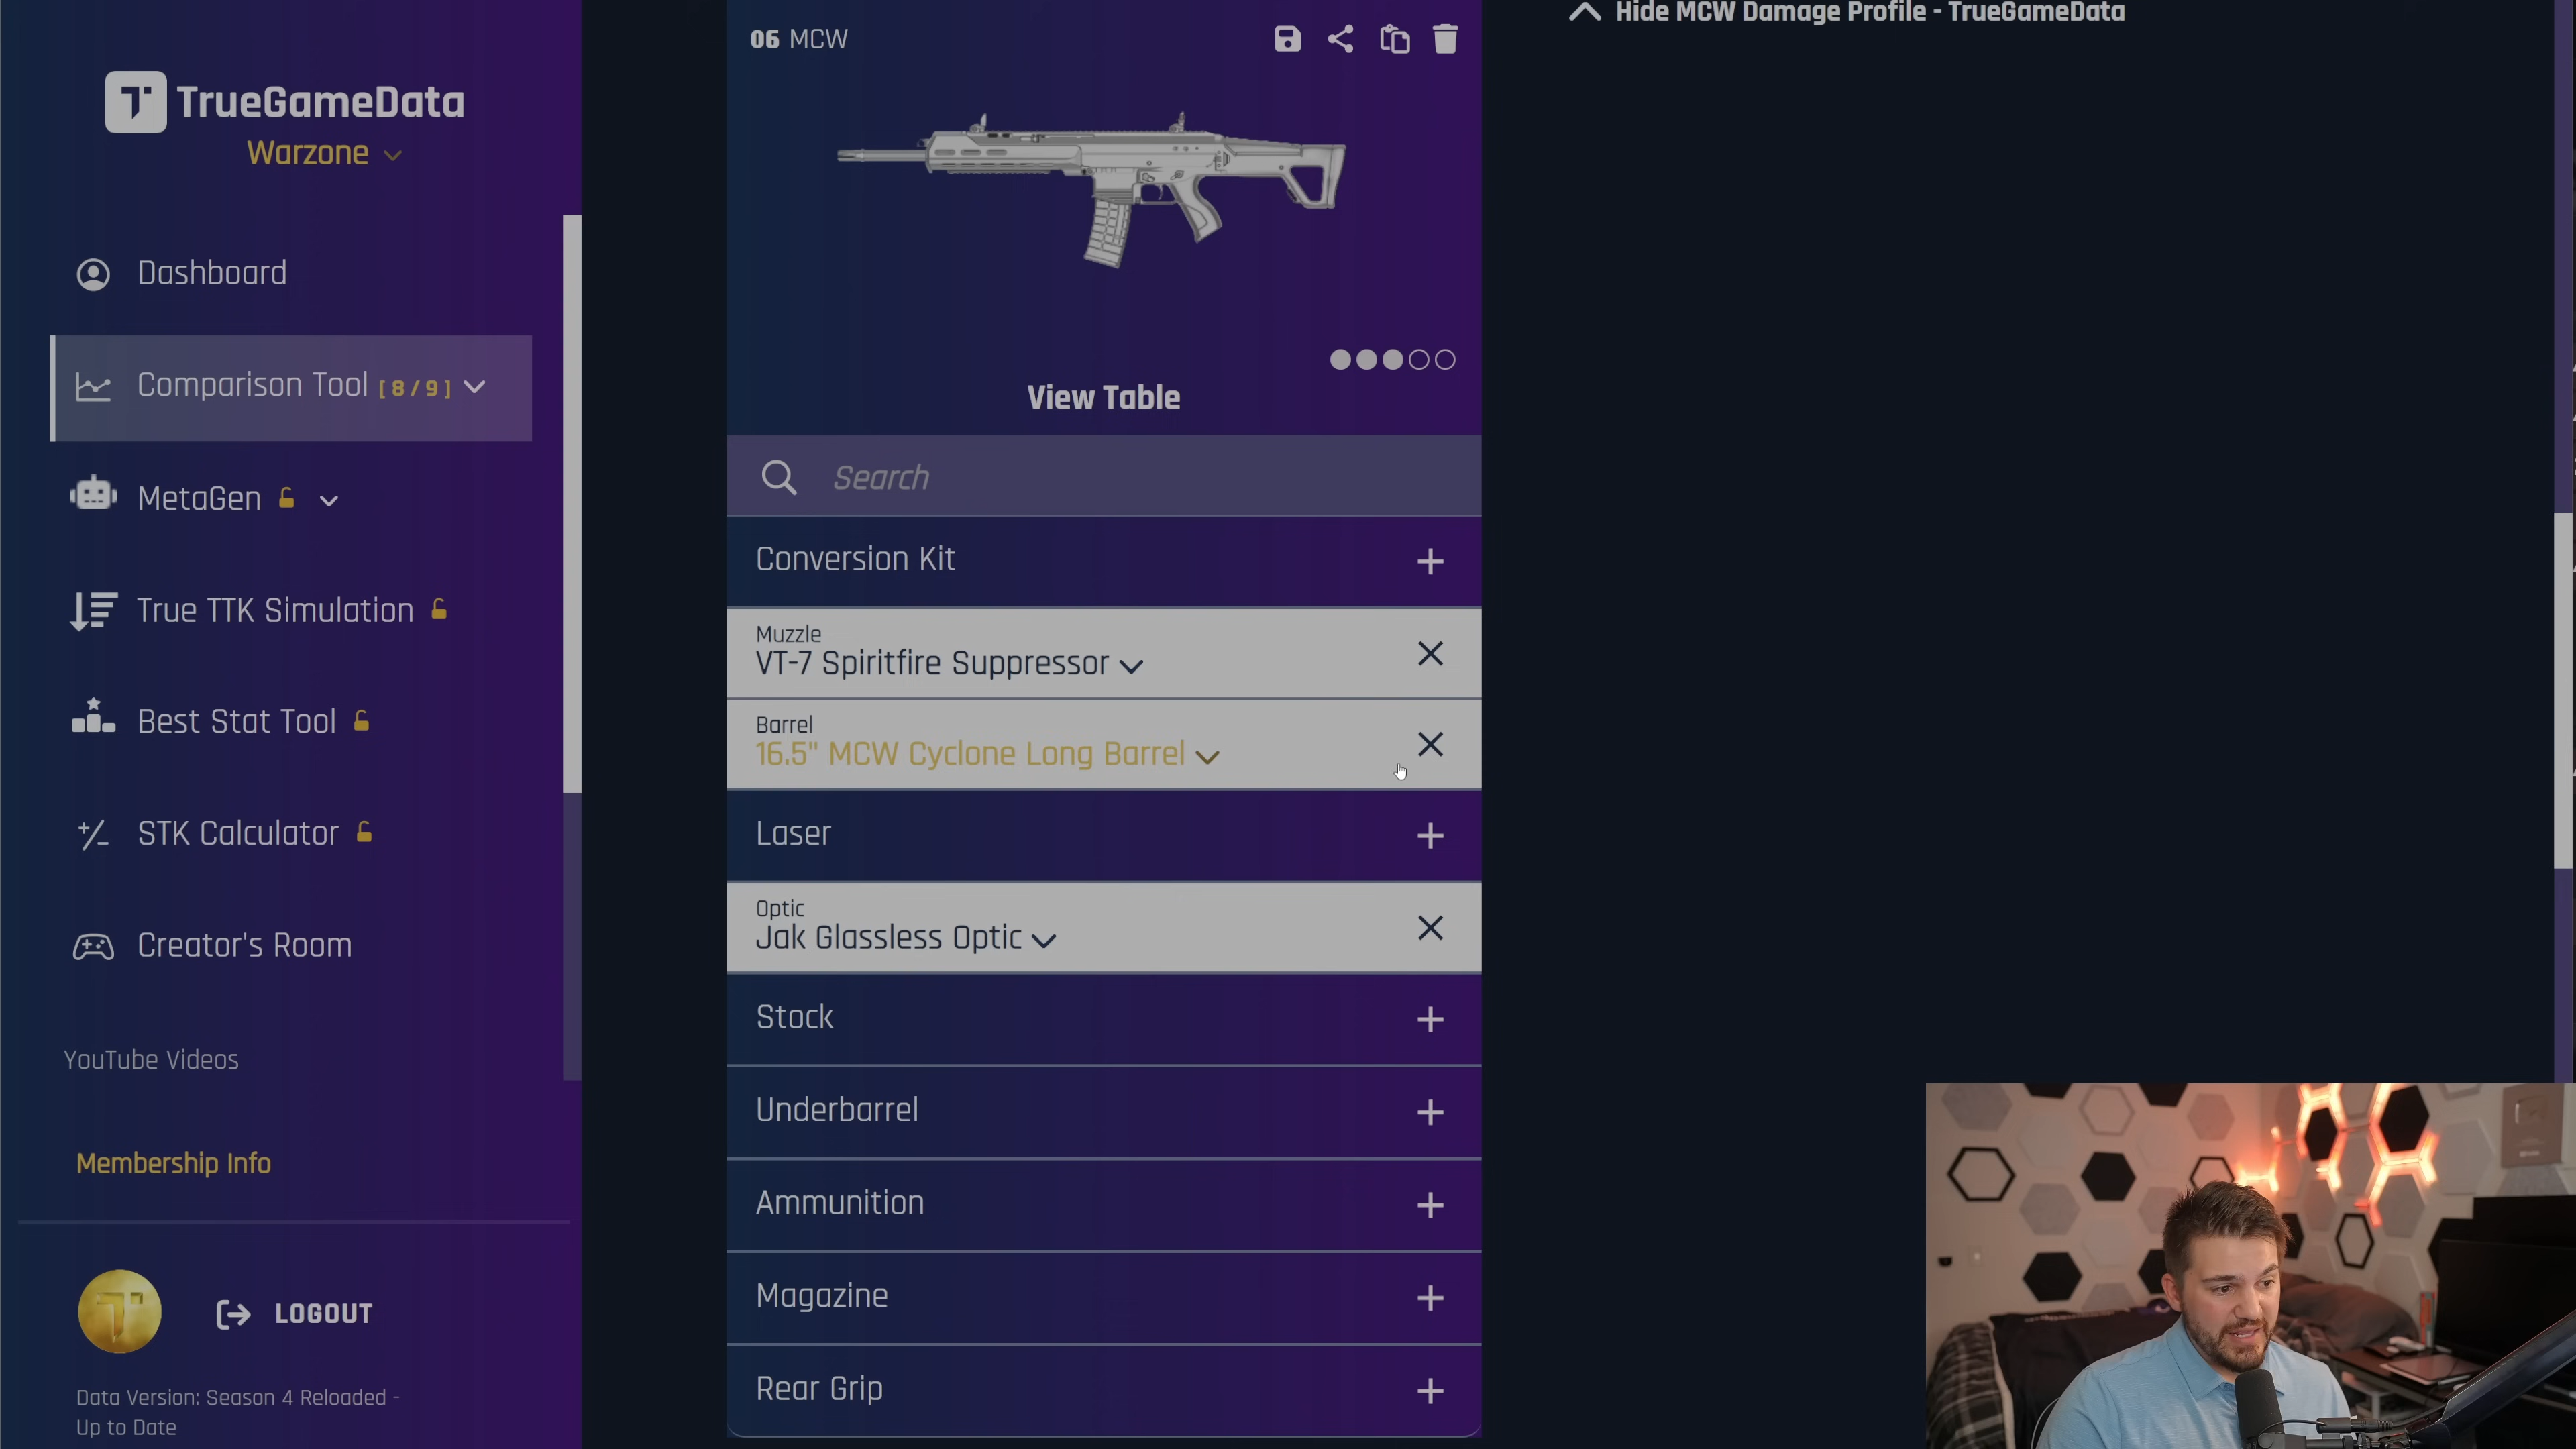 TrueGameData
Warzone
Dashboard
Comparison Tool [ 8 / 9 ]
MetaGen
True TTK Simulation
Best Stat Tool
STK Calculator
Creator's Room
YouTube Videos
Membership Info
LOGOUT
Data Version: Season 4 Reloaded -
Up to Date
06 MCW
View Table
Search
Conversion Kit
Muzzle
VT-7 Spiritfire Suppressor
Barrel
16.5" MCW Cyclone Long Barrel
Laser
Optic
Jak Glassless Optic
Stock
Underbarrel
Ammunition
Magazine
Rear Grip
Hide MCW Damage Profile - TrueGameData